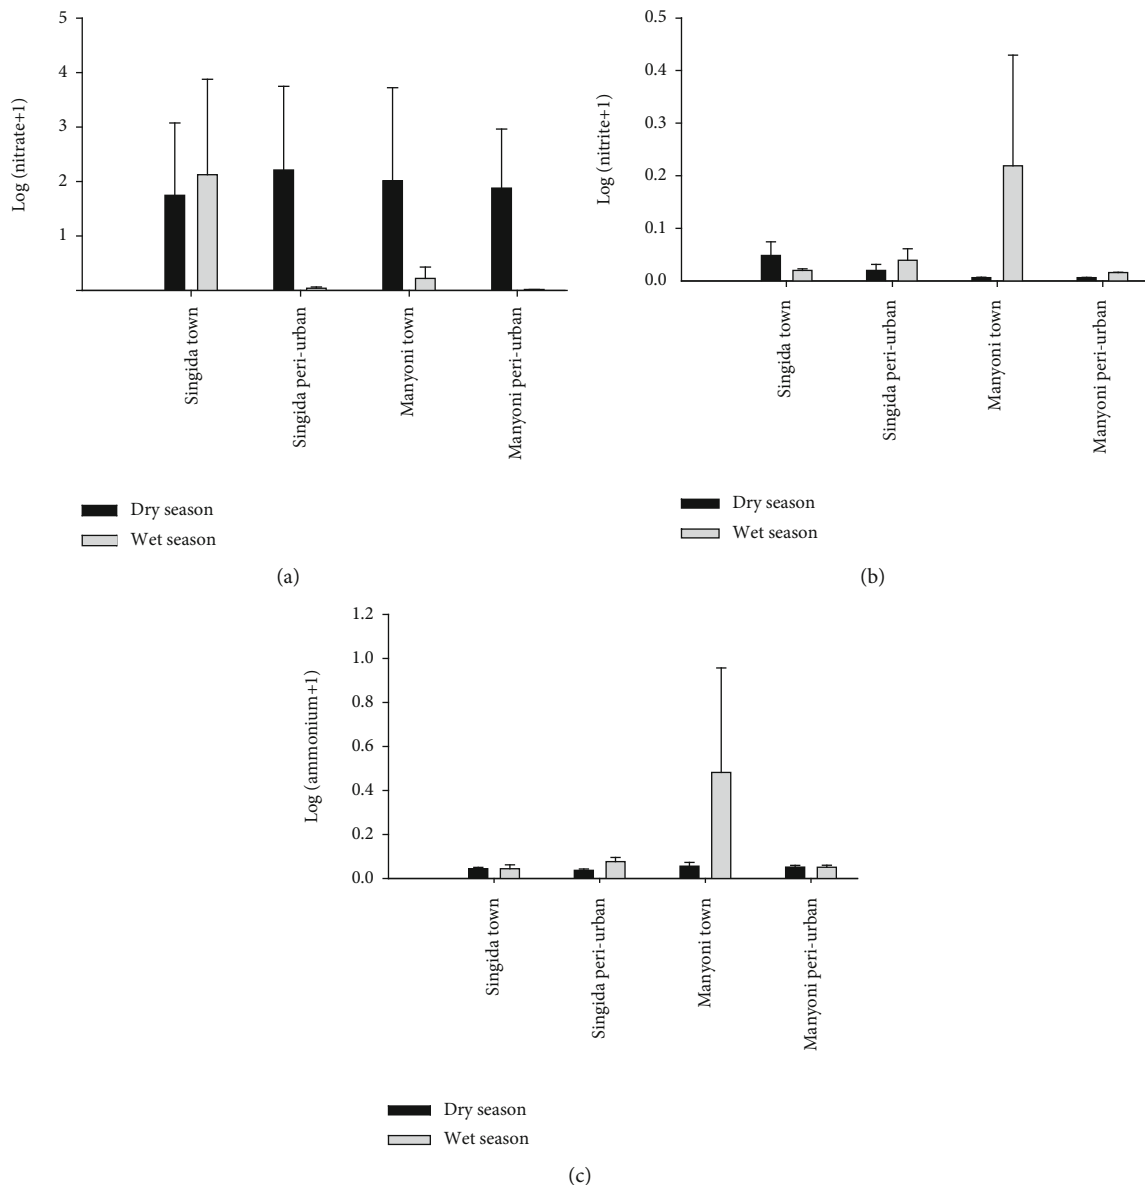 5
4
3
2
1
Log (nitrate+1)
Singida town
Singida peri-urban
Manyoni town
Manyoni peri-urban
Dry season
Wet season
(a)
0.5
0.4
0.3
0.2
0.1
0.0
Log (nitrite+1)
Singida town
Singida peri-urban
Manyoni town
Manyoni peri-urban
Dry season
Wet season
(b)
1.2
1.0
0.8
0.6
0.4
0.2
0.0
Log (ammonium+1)
Singida town
Singida peri-urban
Manyoni town
Manyoni peri-urban
Dry season
Wet season
(c)